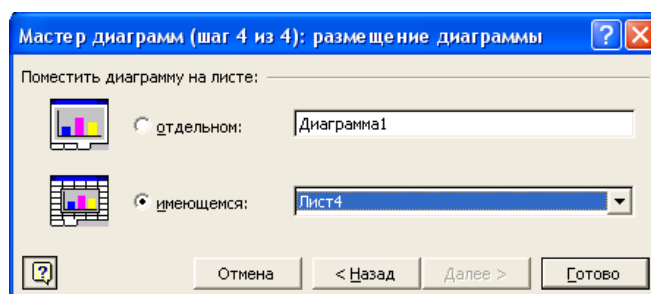 Мастер диаграмм (шаг 4 из 4): размещение диаграммы
Поместить диаграмму на листе:
отдельном: Диаграмма1
имеющемся: Лист4
Отмена < Назад Далее > Готово